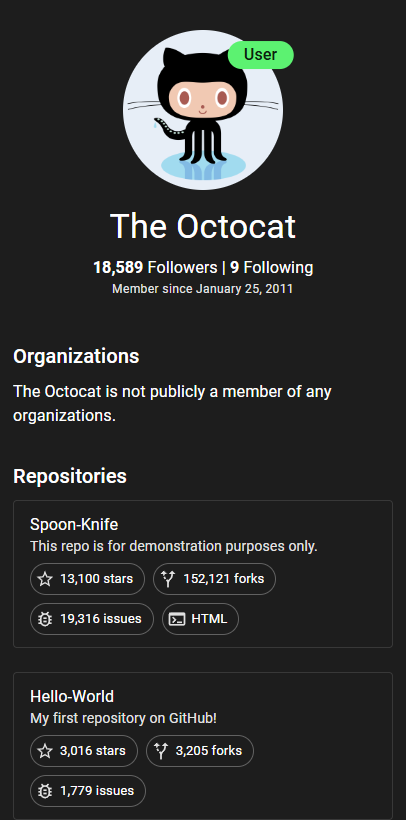 User
The Octocat
18,589 Followers | 9 Following
Member since January 25, 2011
Organizations
The Octocat is not publicly a member of any
organizations.
Repositories
Spoon-Knife
This repo is for demonstration purposes only.
13,100 stars 152,121 forks
19,316 issues HTML
Hello-World
My first repository on GitHub!
3,016 stars 3,205 forks
1,779 issues